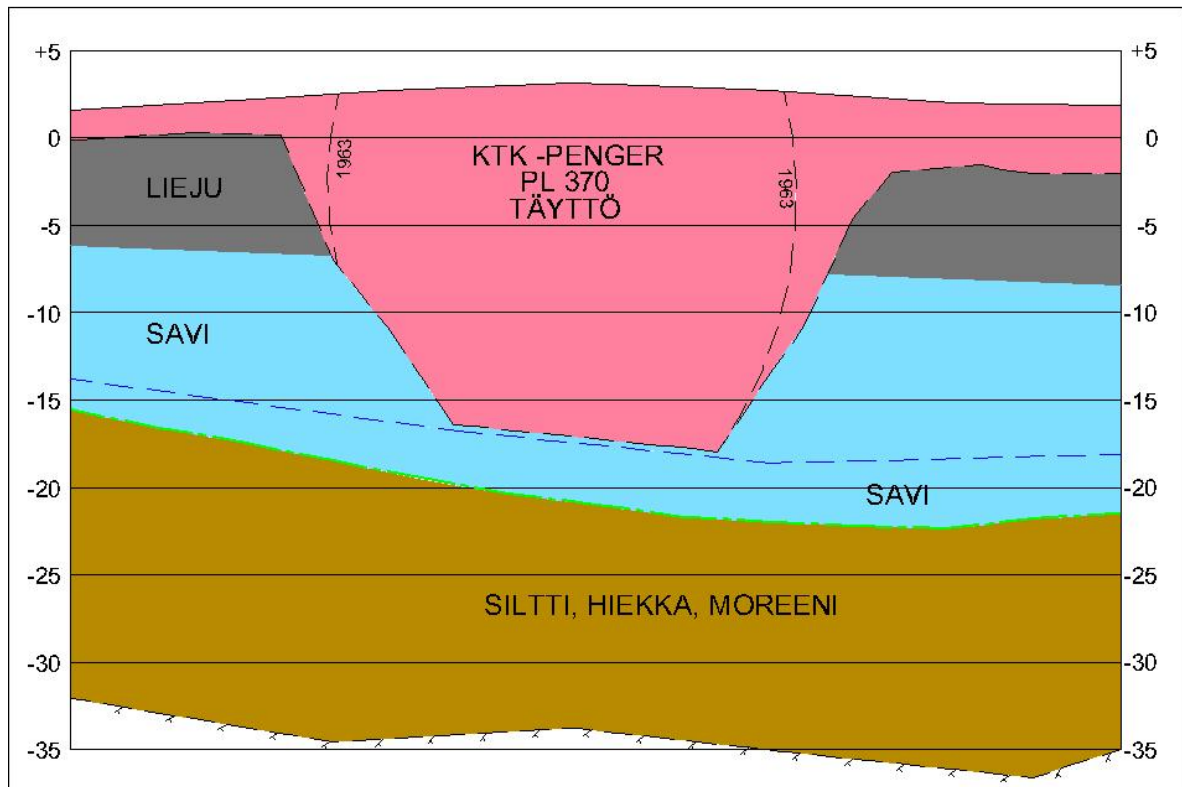 +5
+5
0
0
1963
KTK -PENGER
PL 370
TÄYTTÖ
1963
LIEJU
-5
-5
-10
-10
SAVI
-15
-15
SAVI
-20
-20
-25
-25
SILTTI, HIEKKA, MOREENI
-30
-30
-35
-35